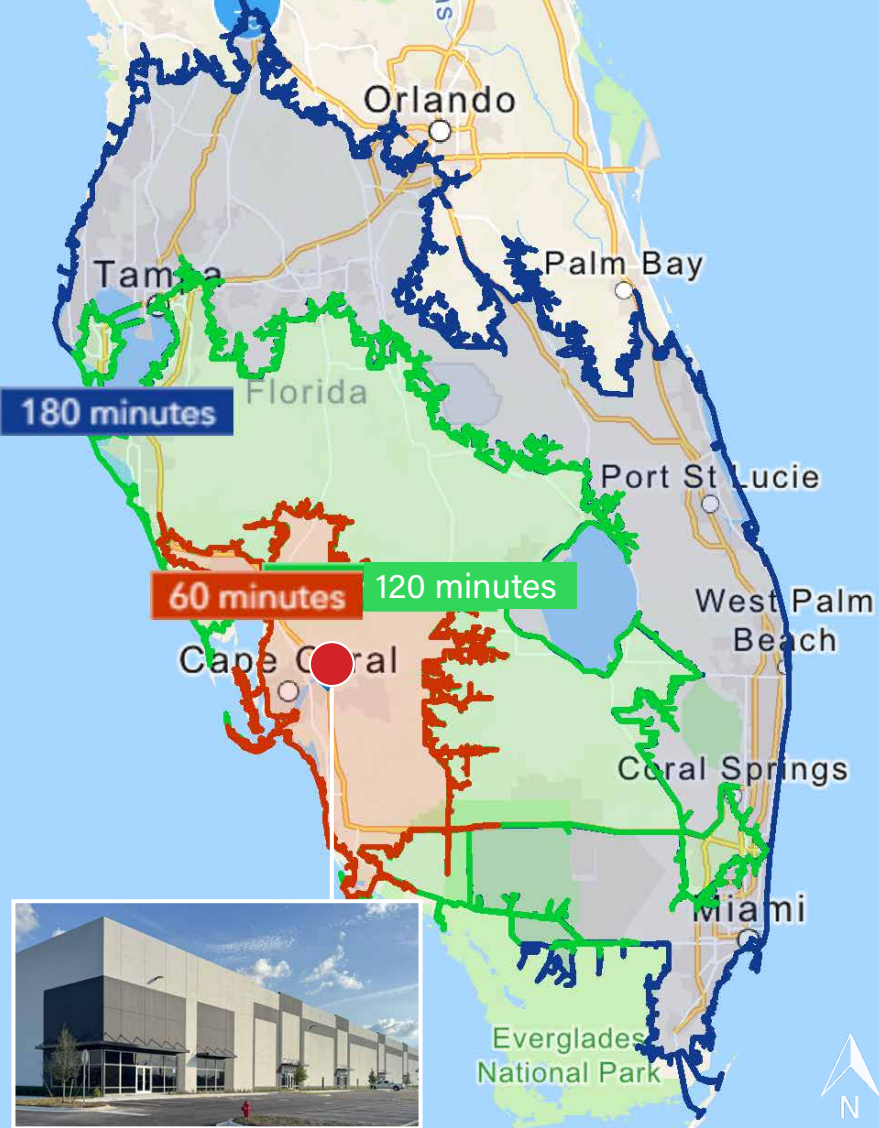 Orlando
Palm Bay
Tampa
Florida
180 minutes
Port St Lucie
120 minutes
60 minutes
West Palm
Beach
Cape Coral
Coral Springs
Miami
Everglades
National Park
N